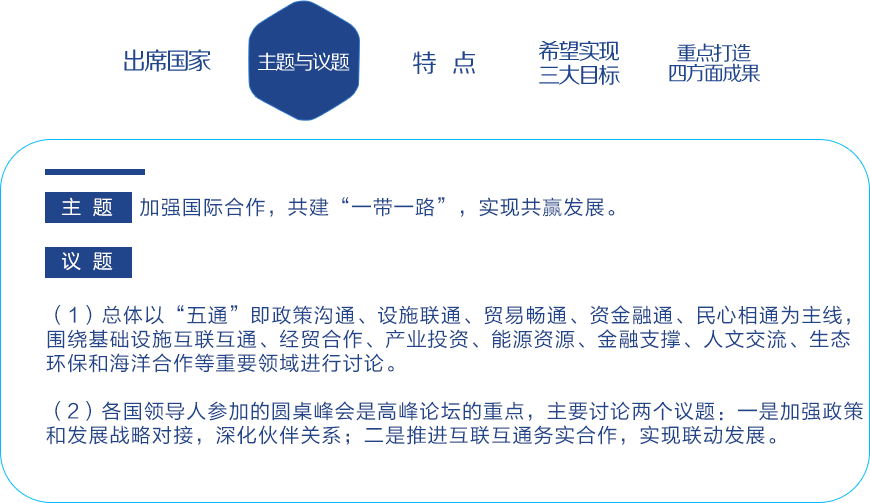 出席国家
主题与议题
特 点
希望实现
三大目标
重点打造
四方面成果
主 题 加强国际合作，共建“一带一路”，实现共赢发展。
议 题
（1）总体以“五通”即政策沟通、设施联通、贸易畅通、资金融通、民心相通为主线，
围绕基础设施互联互通、经贸合作、产业投资、能源资源、金融支撑、人文交流、生态
环保和海洋合作等重要领域进行讨论。
（2）各国领导人参加的圆桌峰会是高峰论坛的重点，主要讨论两个议题：一是加强政策
和发展战略对接，深化伙伴关系；二是推进互联互通务实合作，实现联动发展。